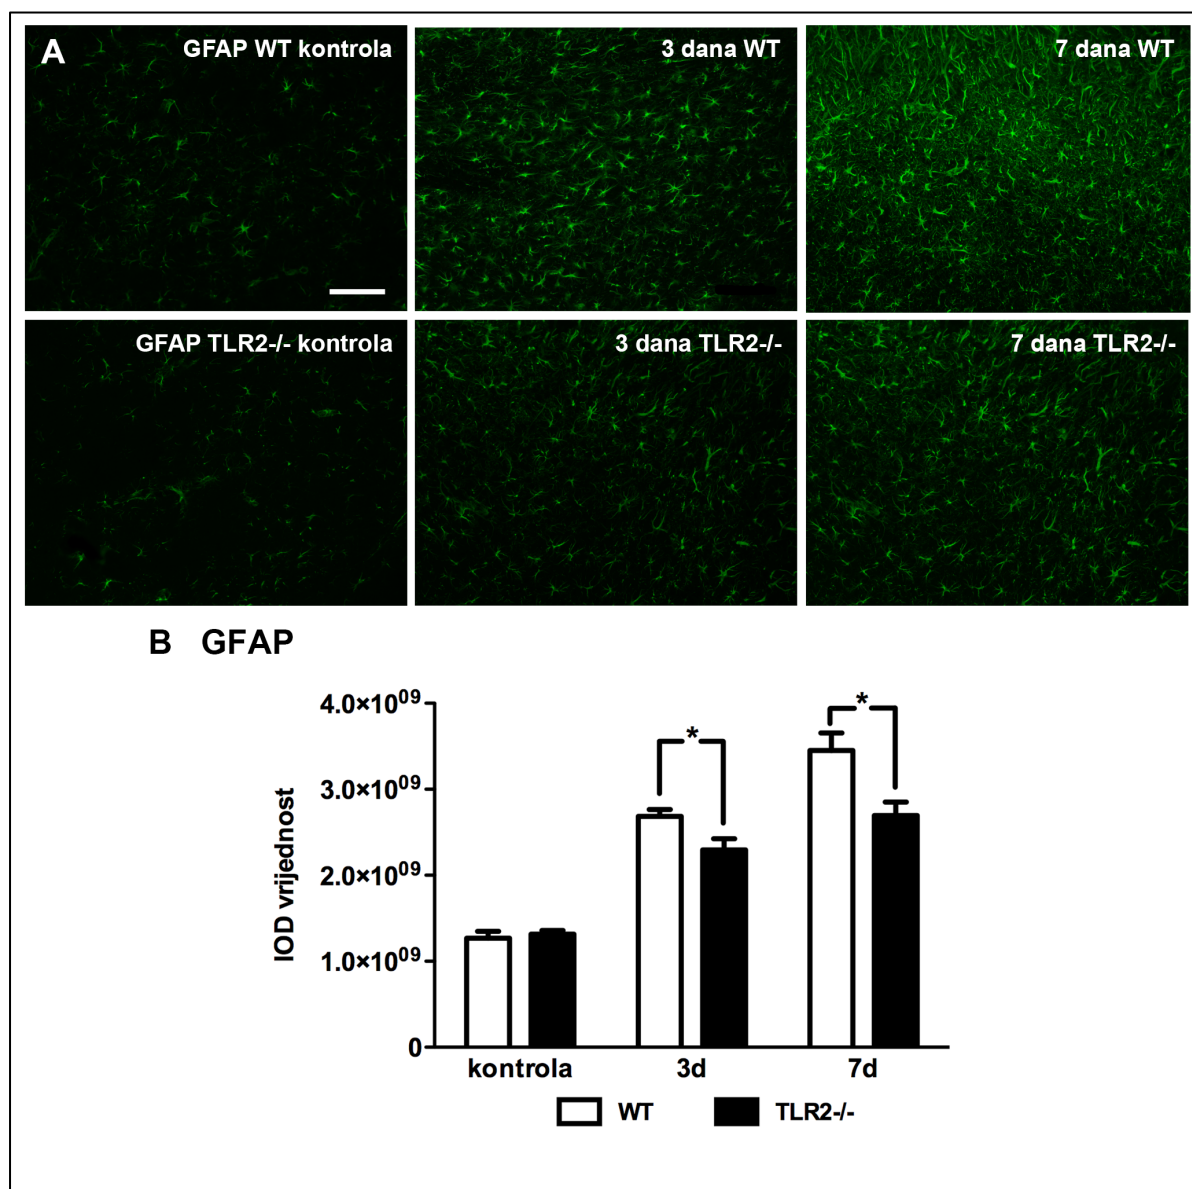 A
GFAP WT kontrola
3 dana WT
7 dana WT
GFAP TLR2-/- kontrola
3 dana TLR2-/-
7 dana TLR2-/-
B GFAP
4.0×10⁰⁹
3.0×10⁰⁹
2.0×10⁰⁹
1.0×10⁰⁹
0
IOD vrijednost
*
*
kontrola 3d 7d
WT TLR2-/-